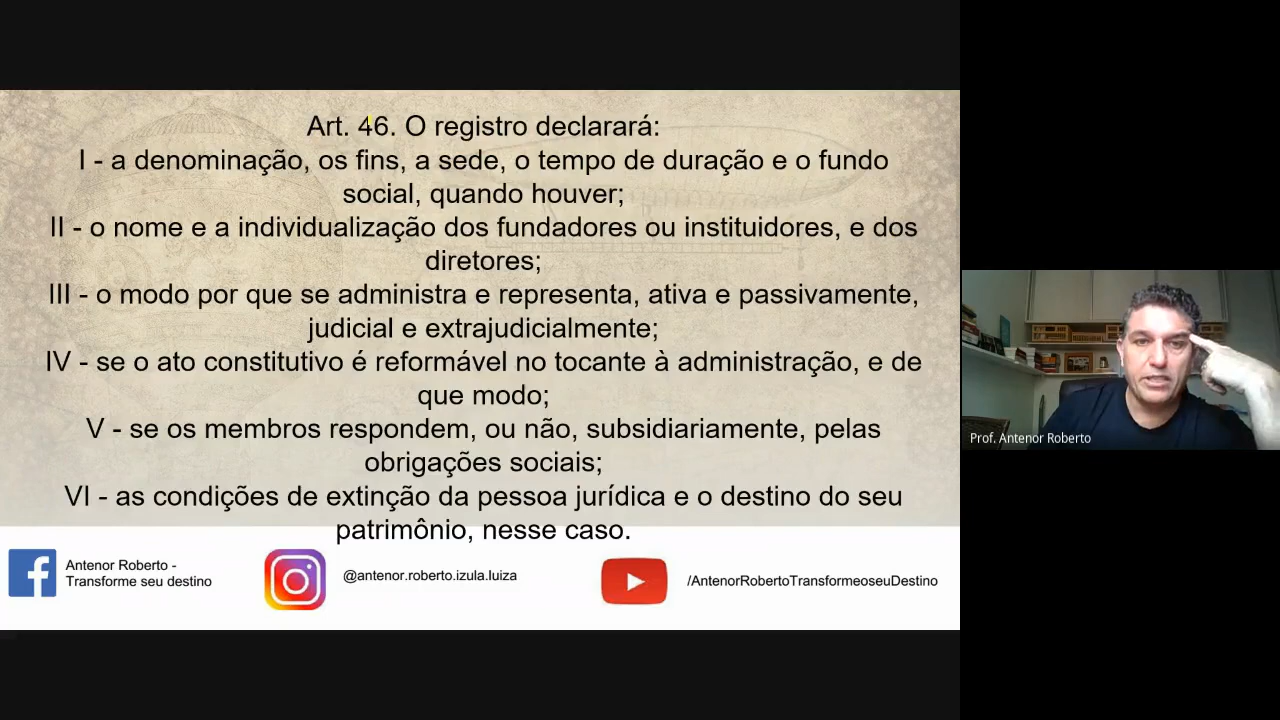 Art. 46. O registro declarará:
I - a denominação, os fins, a sede, o tempo de duração e o fundo
social, quando houver;
II - o nome e a individualização dos fundadores ou instituidores, e dos
diretores;
III - o modo por que se administra e representa, ativa e passivamente,
judicial e extrajudicialmente;
IV - se o ato constitutivo é reformável no tocante à administração, e de
que modo;
V - se os membros respondem, ou não, subsidiariamente, pelas
obrigações sociais;
VI - as condições de extinção da pessoa jurídica e o destino do seu
patrimônio, nesse caso.
Antenor Roberto -
Transforme seu destino
@antenor.roberto.izula.luiza
/AntenorRobertoTransformeoseuDestino
Prof. Antenor Roberto